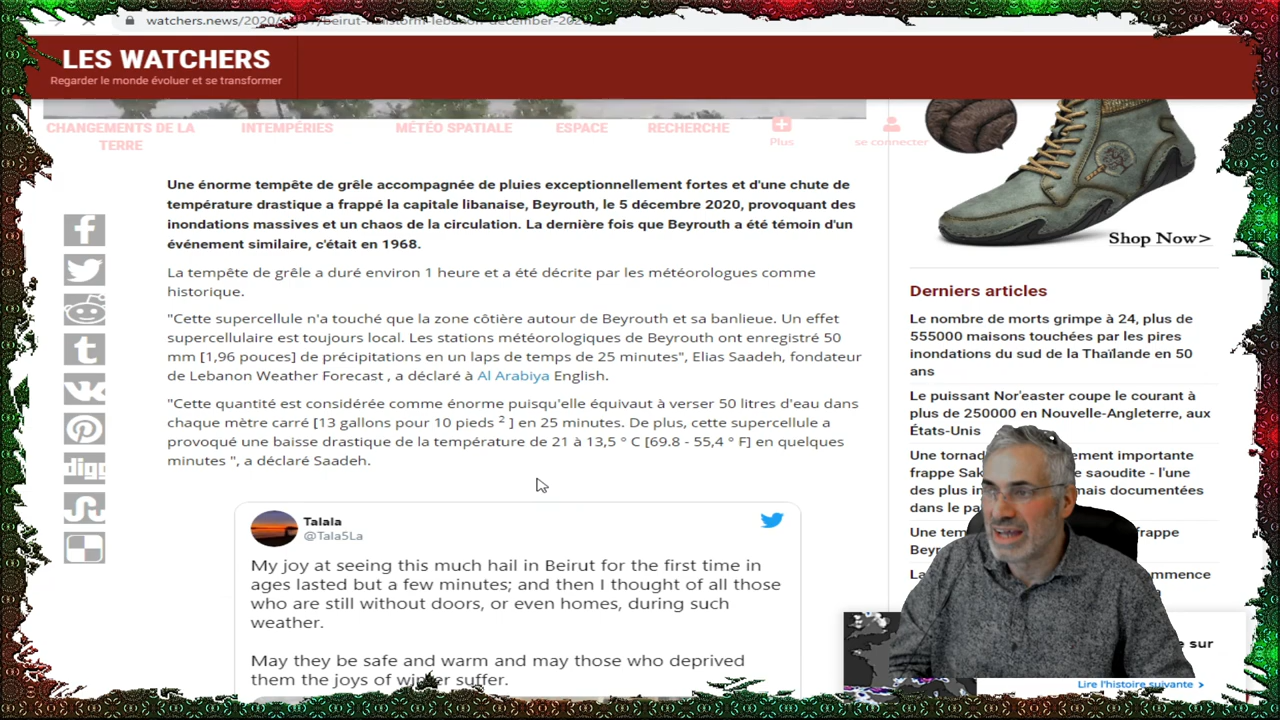 watchers.news/2020/
LES WATCHERS
Regarder le monde évoluer et se transformer
CHANGEMENTS DE LA TERRE
INTEMPÉRIES
MÉTÉO SPATIALE
ESPACE
RECHERCHE
Plus
se connecter
Une énorme tempête de grêle accompagnée de pluies exceptionnellement fortes et d'une chute de
température drastique a frappé la capitale libanaise, Beyrouth, le 5 décembre 2020, provoquant des
inondations massives et un chaos de la circulation. La dernière fois que Beyrouth a été témoin d'un
événement similaire, c'était en 1968.
La tempête de grêle a duré environ 1 heure et a été décrite par les météorologues comme
historique.
"Cette supercellule n'a touché que la zone côtière autour de Beyrouth et sa banlieue. Un effet
supercellulaire est toujours local. Les stations météorologiques de Beyrouth ont enregistré 50
mm [1,96 pouces] de précipitations en un laps de temps de 25 minutes", Elias Saadeh, fondateur
de Lebanon Weather Forecast , a déclaré à Al Arabiya English.
"Cette quantité est considérée comme énorme puisqu'elle équivaut à verser 50 litres d'eau dans
chaque mètre carré [13 gallons pour 10 pieds ² ] en 25 minutes. De plus, cette supercellule a
provoqué une baisse drastique de la température de 21 à 13,5 ° C [69.8 - 55,4 ° F] en quelques
minutes ", a déclaré Saadeh.
digg
Talala
@Tala5La
My joy at seeing this much hail in Beirut for the first time in
ages lasted but a few minutes; and then I thought of all those
who are still without doors, or even homes, during such
weather.
May they be safe and warm and may those who deprived
them the joys of winter suffer.
Shop Now>
Derniers articles
Le nombre de morts grimpe à 24, plus de
555000 maisons touchées par les pires
inondations du sud de la Thaïlande en 50
ans
Le puissant Nor'easter coupe le courant à
plus de 250000 en Nouvelle-Angleterre, aux
États-Unis
Une tornade ement importante
frappe Sak e saoudite - l'une
des plus in mais documentées
dans le pa
Une tem frappe
Bey
La ommence
sur
Lire l'histoire suivante >